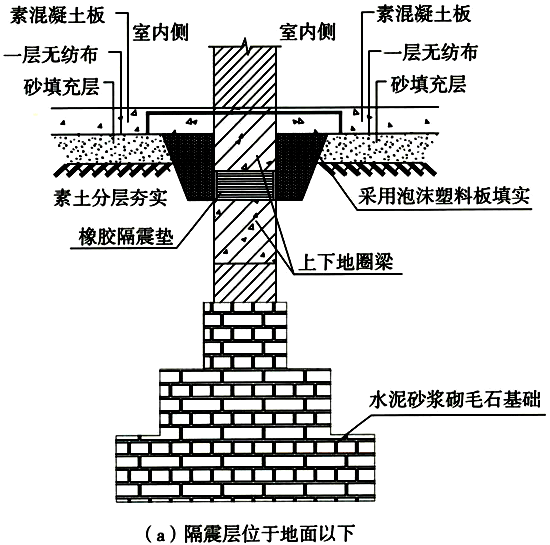 素混凝土板
室内侧
室内侧
素混凝土板
一层无纺布
一层无纺布
砂填充层
砂填充层
素土分层夯实
采用泡沫塑料板填实
橡胶隔震垫
上下地圈梁
水泥砂浆砌毛石基础
(a)隔震层位于地面以下